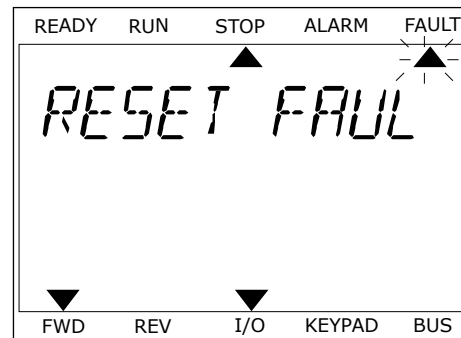 READY RUN STOP ALARM FAULT
RESET FAUL
FWD REV I/O KEYPAD BUS